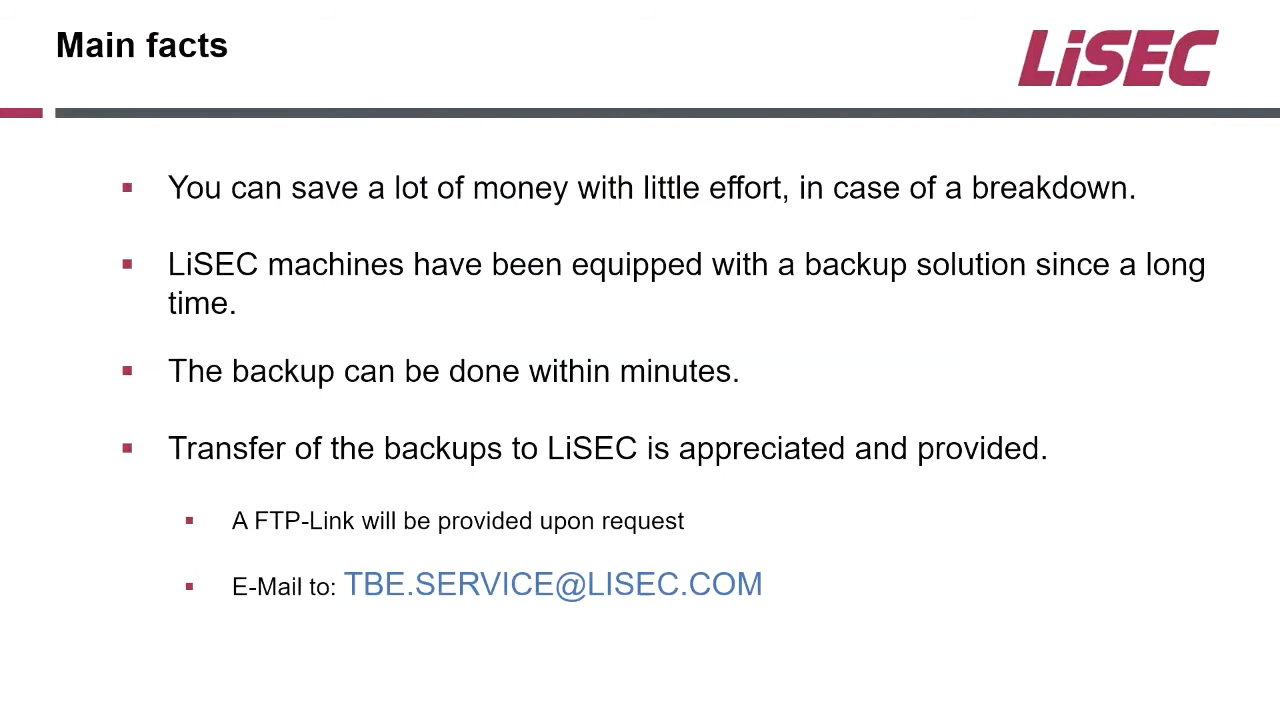 Main facts
LiSEC
You can save a lot of money with little effort, in case of a breakdown.
LiSEC machines have been equipped with a backup solution since a long
time.
The backup can be done within minutes.
Transfer of the backups to LiSEC is appreciated and provided.
A FTP-Link will be provided upon request
E-Mail to: TBE.SERVICE@LISEC.COM